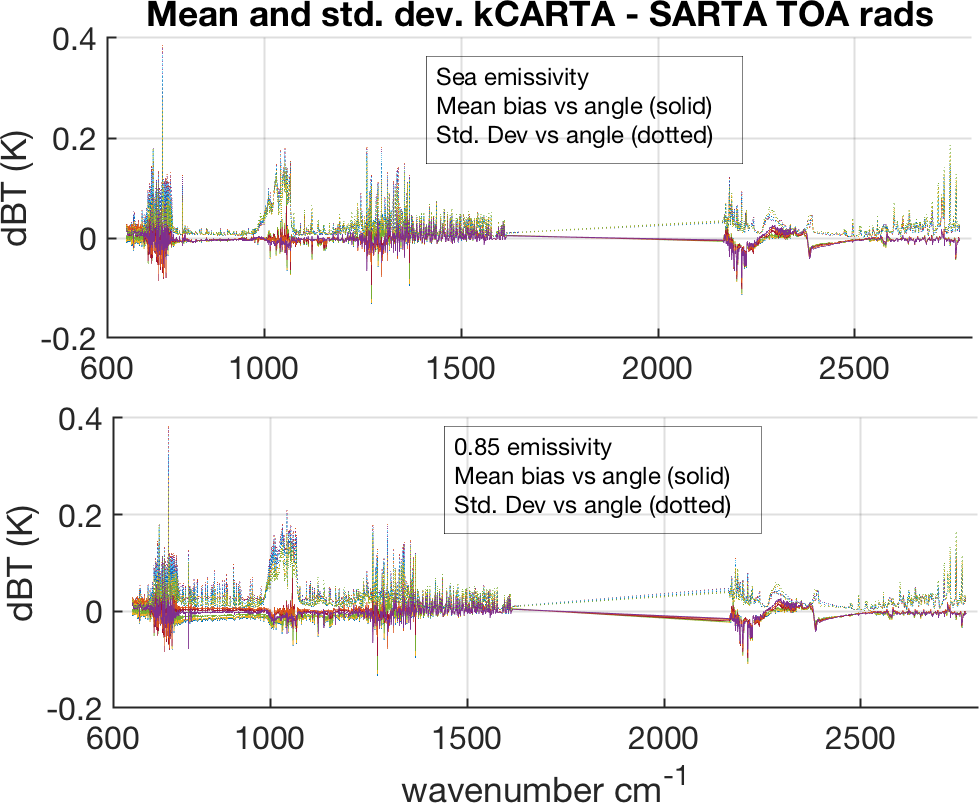 Mean and std. dev. kCARTA - SARTA TOA rads
dBT (K)
0.4
0.2
0
-0.2
Sea emissivity
Mean bias vs angle (solid)
Std. Dev vs angle (dotted)
600 1000 1500 2000 2500
dBT (K)
0.4
0.2
0
-0.2
0.85 emissivity
Mean bias vs angle (solid)
Std. Dev vs angle (dotted)
600 1000 1500 2000 2500
wavenumber cm⁻¹